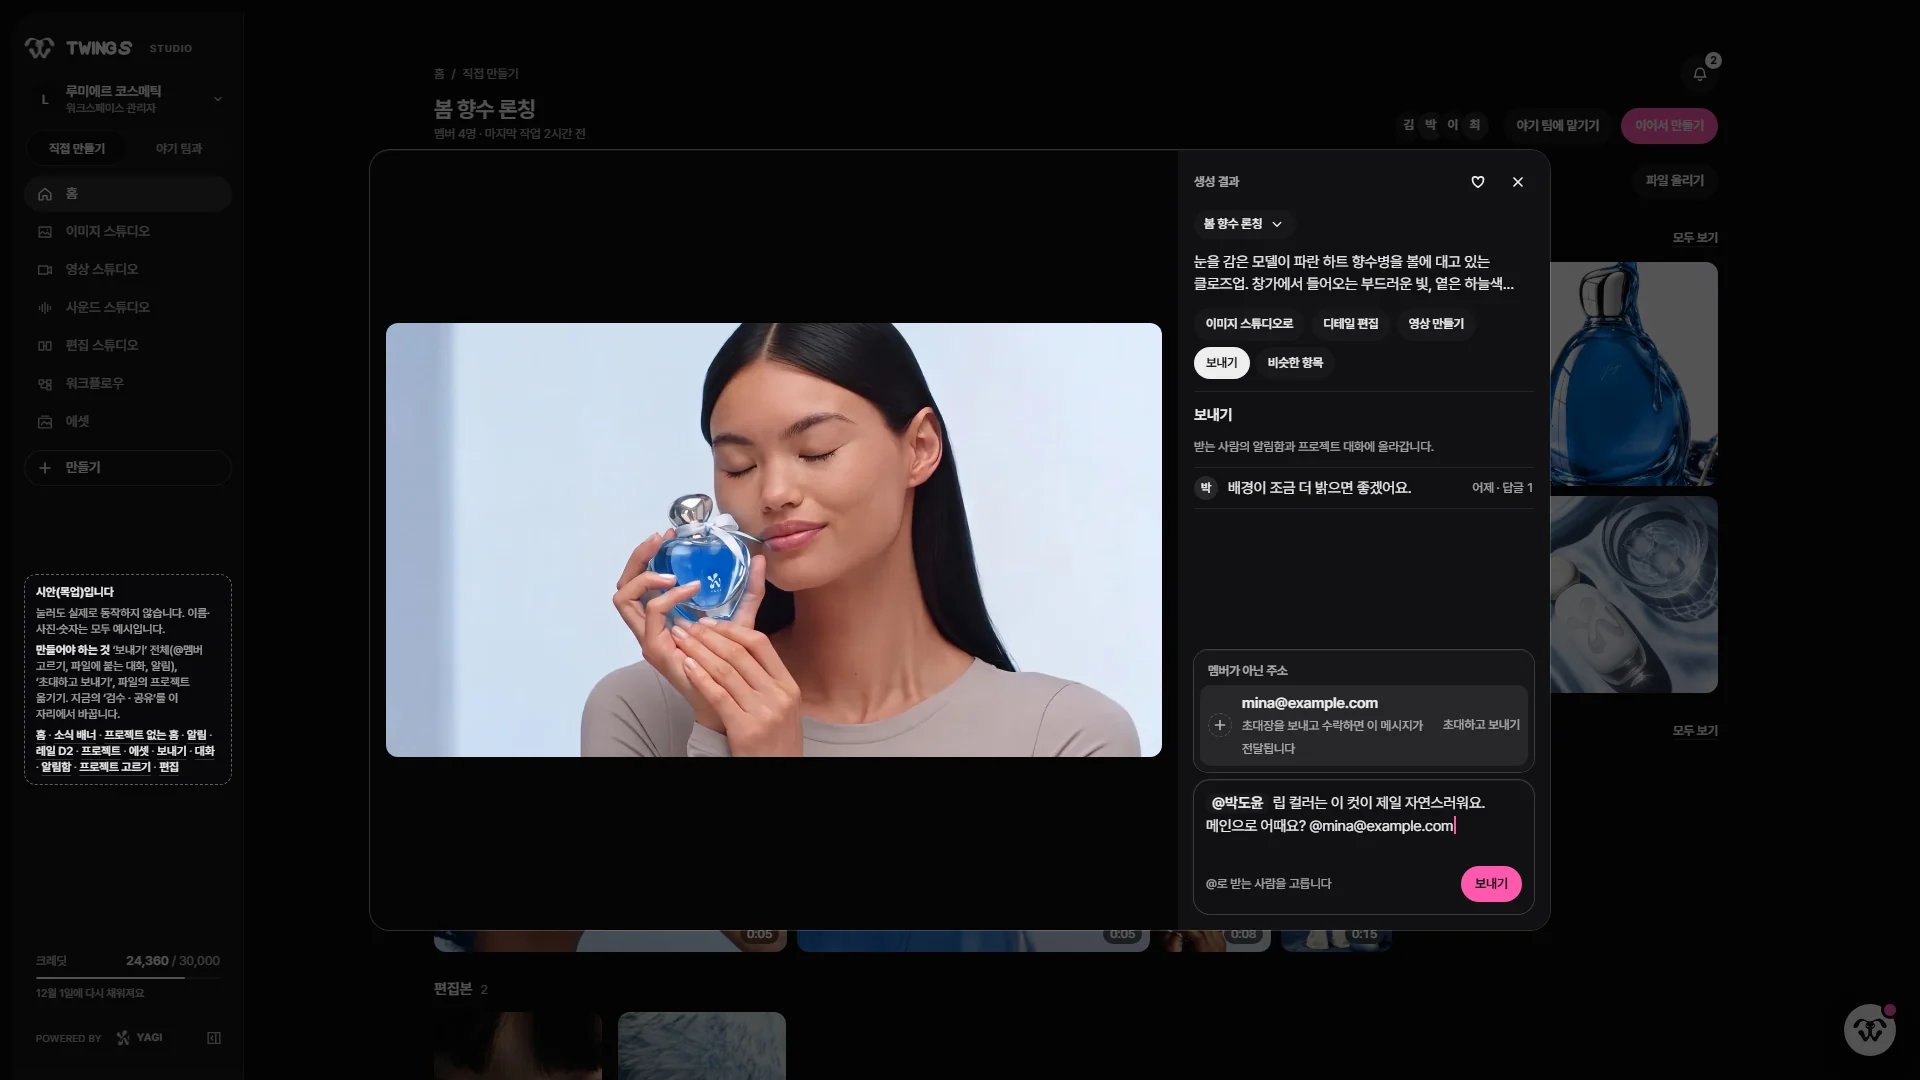 TWINGS STUDIO
L 루미에르 코스메틱
워크스페이스 관리자
직접 만들기 야기 팀과
홈
이미지 스튜디오
영상 스튜디오
사운드 스튜디오
편집 스튜디오
워크플로우
에셋
만들기
시안(목업)입니다
눌러도 실제로 동작하지 않습니다. 이름·
사진·숫자는 모두 예시입니다.
만들어야 하는 것 '보내기' 전체(@멤버
고르기, 파일에 붙는 대화, 알림),
'초대하고 보내기', 파일의 프로젝트
옮기기. 지금의 '검수 · 공유'를 이
자리에서 바꿉니다.
홈 · 소식 배너 · 프로젝트 없는 홈 · 알림 ·
레일 D2 · 프로젝트 · 에셋 · 보내기 · 대화
· 알림함 · 프로젝트 고르기 · 편집
크레딧 24,360 / 30,000
12월 1일에 다시 채워져요
POWERED BY YAGI
홈 / 직접 만들기
봄 향수 론칭
멤버 4명 · 마지막 작업 2시간 전
2
김 박 이 최 야기 팀에 맡기기 이어서 만들기
파일 올리기
모두 보기
생성 결과
봄 향수 론칭
눈을 감은 모델이 파란 하트 향수병을 볼에 대고 있는
클로즈업. 창가에서 들어오는 부드러운 빛, 옅은 하늘색...
이미지 스튜디오로 디테일 편집 영상 만들기
보내기 비슷한 항목
보내기
받는 사람의 알림함과 프로젝트 대화에 올라갑니다.
박 배경이 조금 더 밝으면 좋겠어요. 어제 · 답글 1
YAGI
멤버가 아닌 주소
mina@example.com
초대장을 보내고 수락하면 이 메시지가
전달됩니다
초대하고 보내기
@박도윤 립 컬러는 이 컷이 제일 자연스러워요.
메인으로 어때요? @mina@example.com
@로 받는 사람을 고릅니다 보내기
모두 보기
0:05 0:05 0:08 0:15
편집본 2